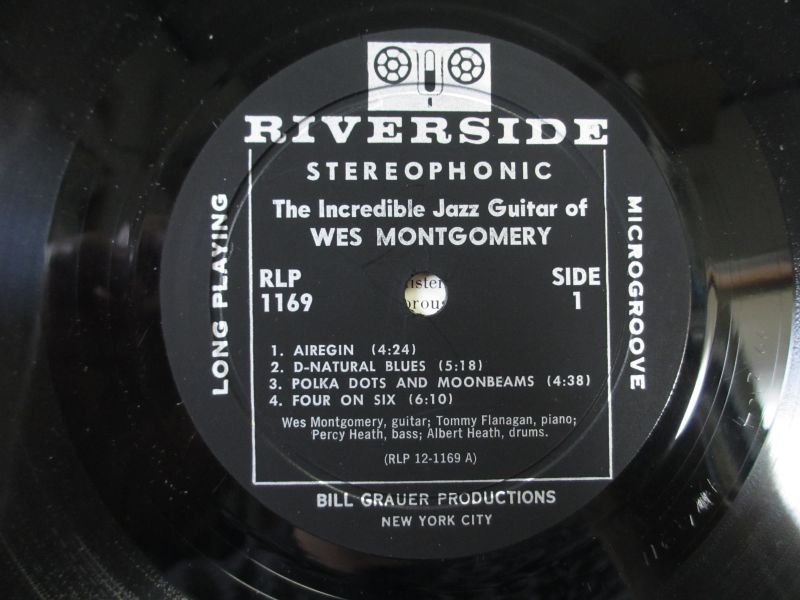 RIVERSIDE
STEREOPHONIC
The Incredible Jazz Guitar of
WES MONTGOMERY
LONG PLAYING
MICROGROOVE
RLP
1169
SIDE
1
1. AIREGIN (4:24)
2. D-NATURAL BLUES (5:18)
3. POLKA DOTS AND MOONBEAMS (4:38)
4. FOUR ON SIX (6:10)
Wes Montgomery, guitar; Tommy Flanagan, piano;
Percy Heath, bass; Albert Heath, drums.
(RLP 12-1169 A)
BILL GRAUER PRODUCTIONS
NEW YORK CITY